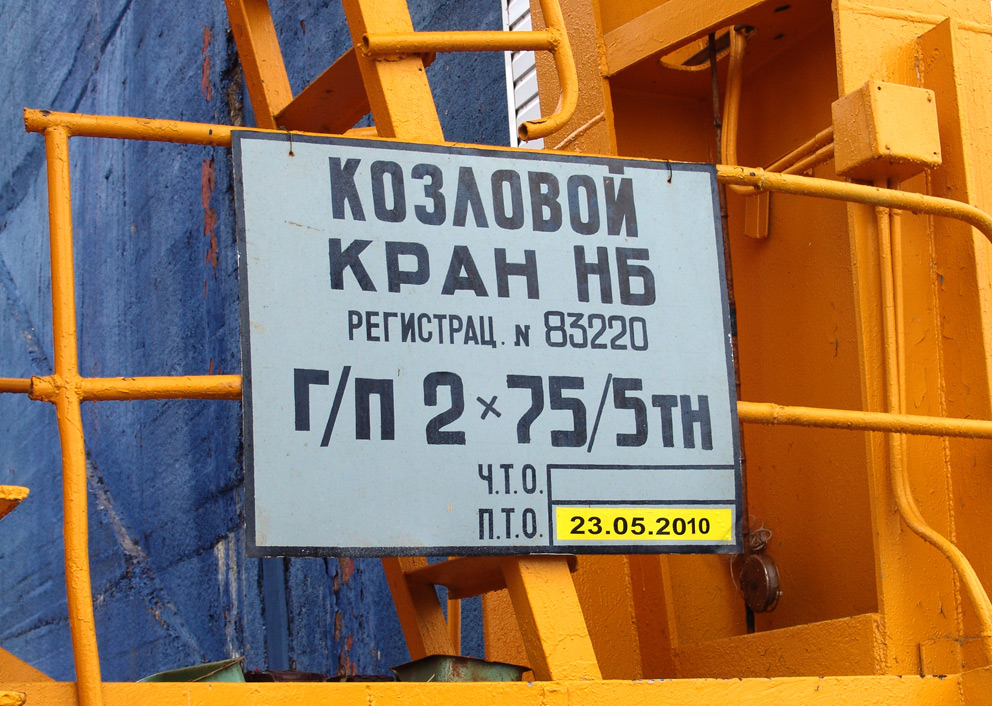 КОЗЛОВОЙ
КРАН НБ
РЕГИСТРАЦ. N 83220
Г/П 2×75/5ТН
Ч.Т.О.
П.Т.О. 23.05.2010